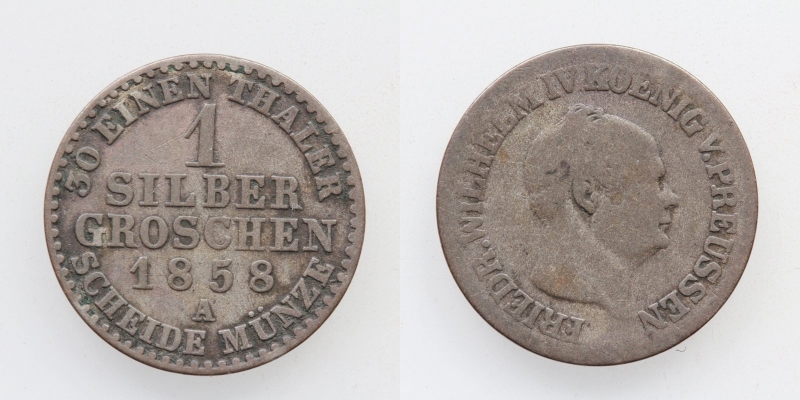 30 EINEN THALER
1
SILBER
GROSCHEN
1858
A
SCHEIDE MÜNZE
FRIEDR. WILHELM IV KOENIG V. PREUSSEN